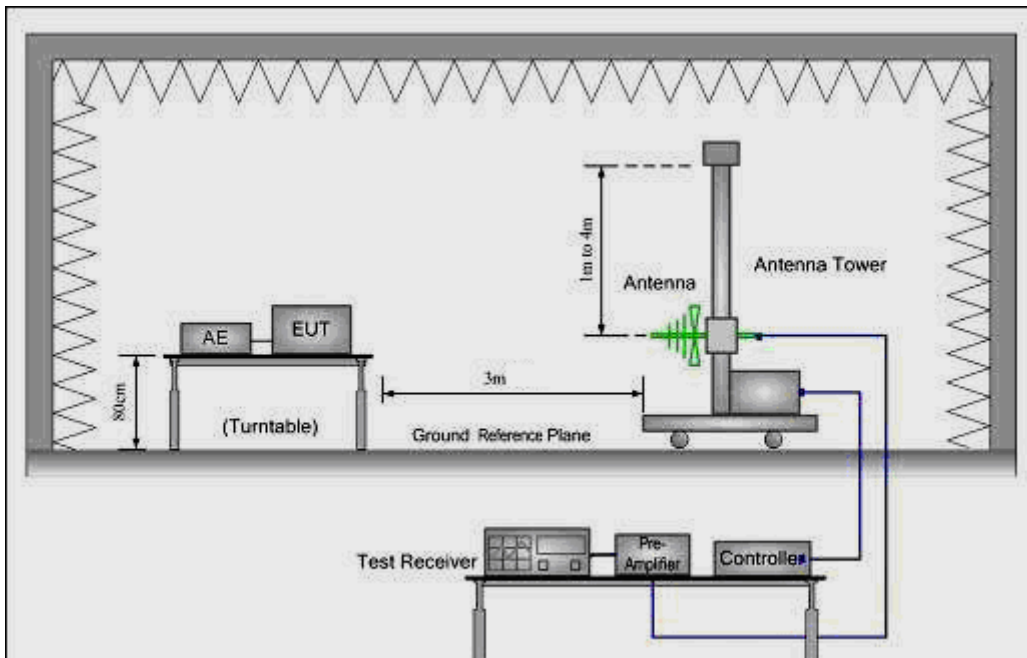 1m to 4m
Antenna Tower
Antenna
AE
EUT
80cm
3m
(Turntable)
Ground Reference Plane
Test Receiver
Pre-
Amplifier
Controller